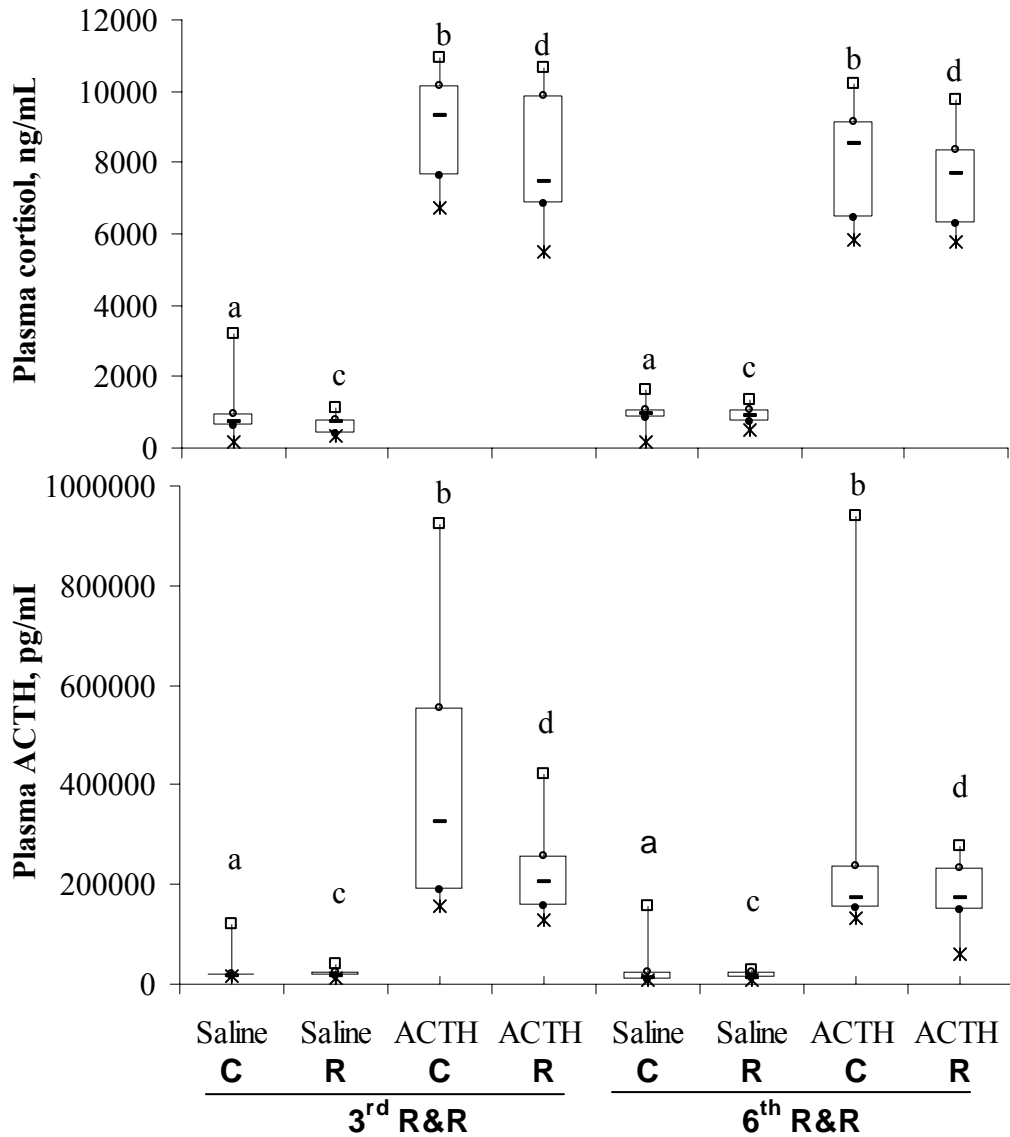 12000
10000
8000
6000
4000
2000
0
Plasma cortisol, ng/mL
b
d
b
d
a
c
a
c
1000000
800000
600000
400000
200000
0
Plasma ACTH, pg/ml
b
b
d
d
a
a
c
c
Saline Saline ACTH ACTH Saline Saline ACTH ACTH
C R C R C R C R
3rd R&R 6th R&R